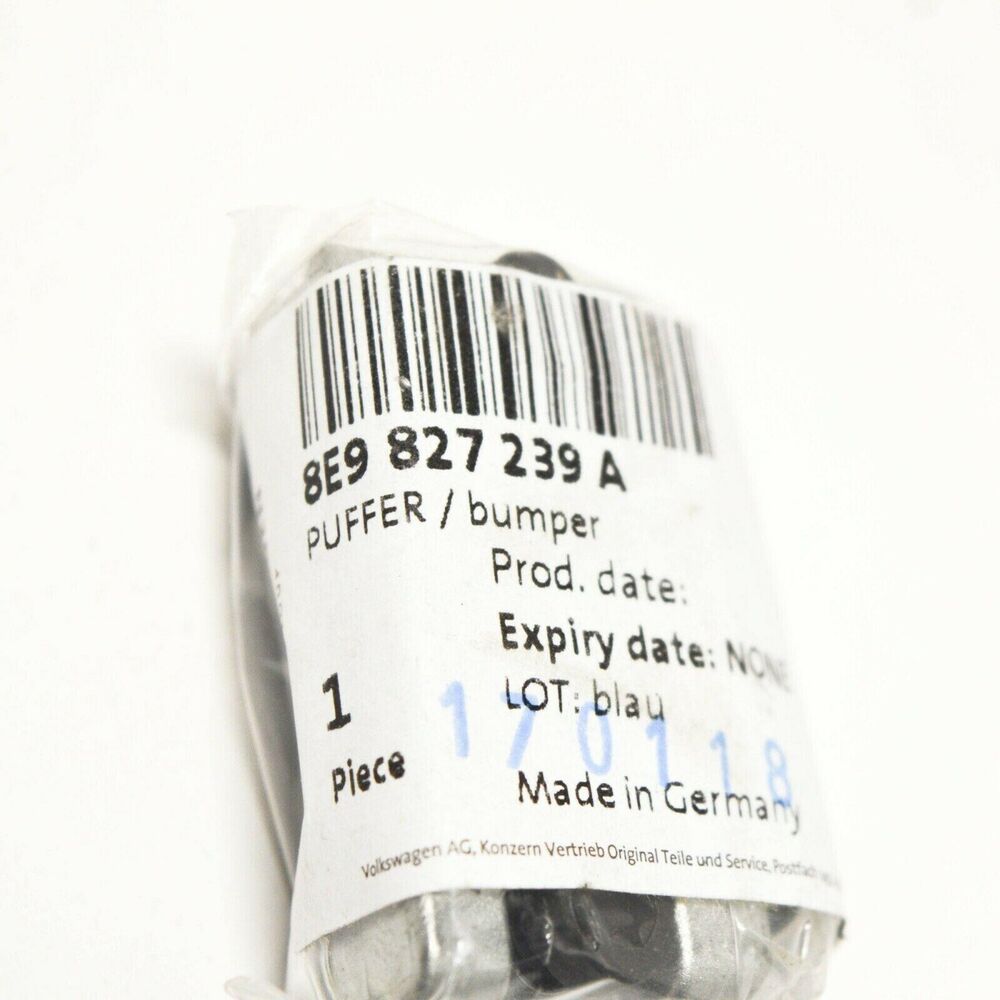 8E9 827 239 A
PUFFER / bumper
Prod. date:
Expiry date: NONE
LOT: blau
170118
1
Piece
Made in Germany
Volkswagen AG, Konzern Vertrieb Original Teile und Service, Postfach